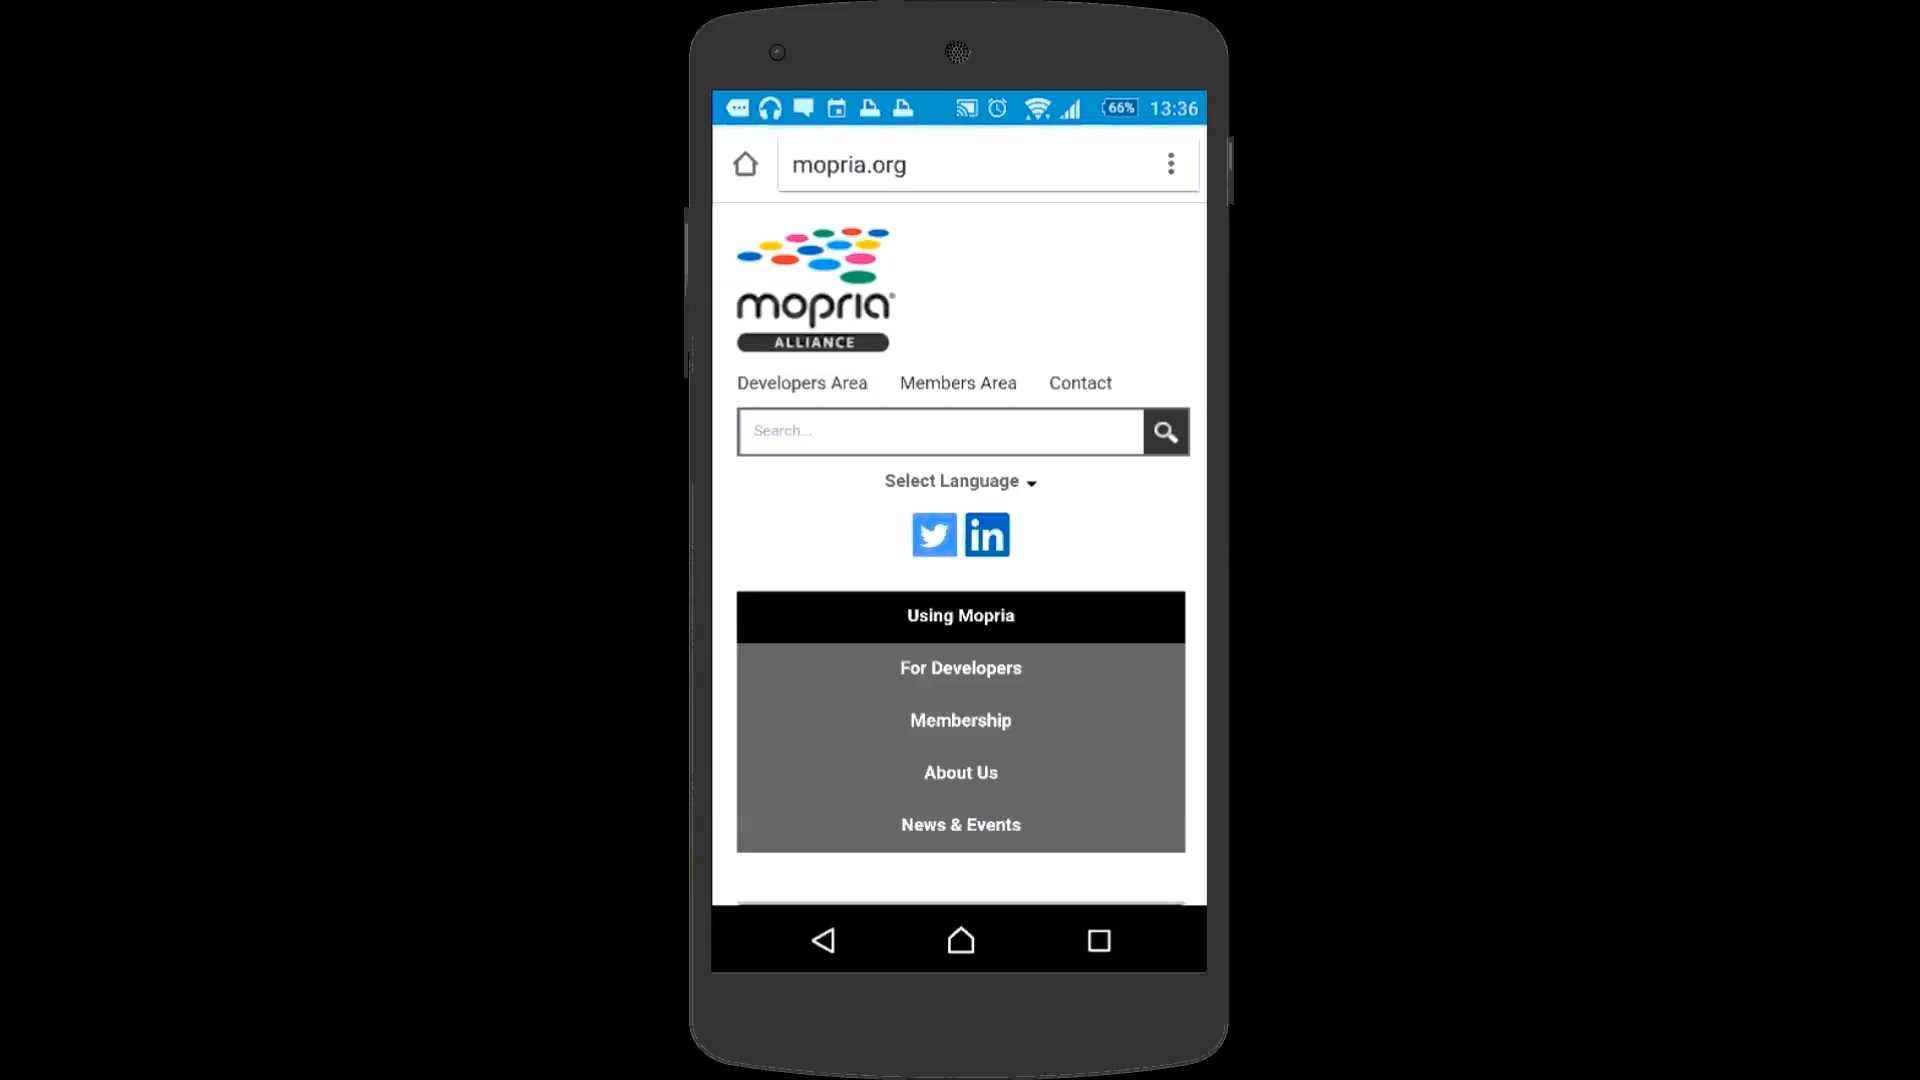 66% 13:36
mopria.org
mopria®
ALLIANCE
Developers Area Members Area Contact
Search...
Select Language
in
Using Mopria
For Developers
Membership
About Us
News & Events